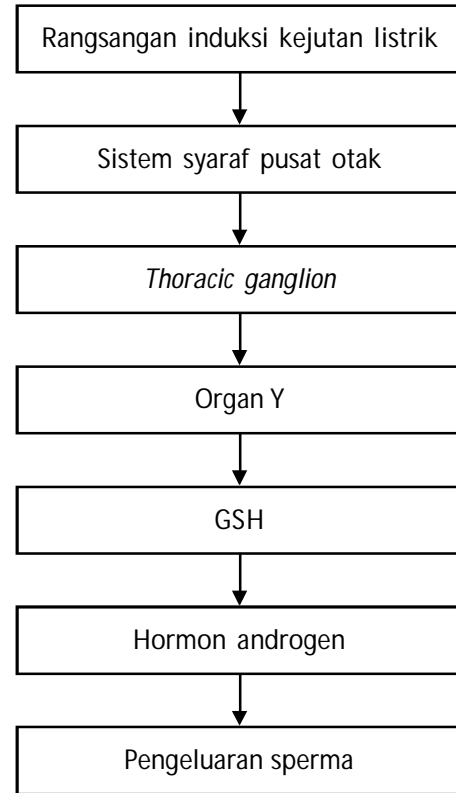 Rangsangan induksi kejutan listrik
Sistem syaraf pusat otak
Thoracic ganglion
Organ Y
GSH
Hormon androgen
Pengeluaran sperma